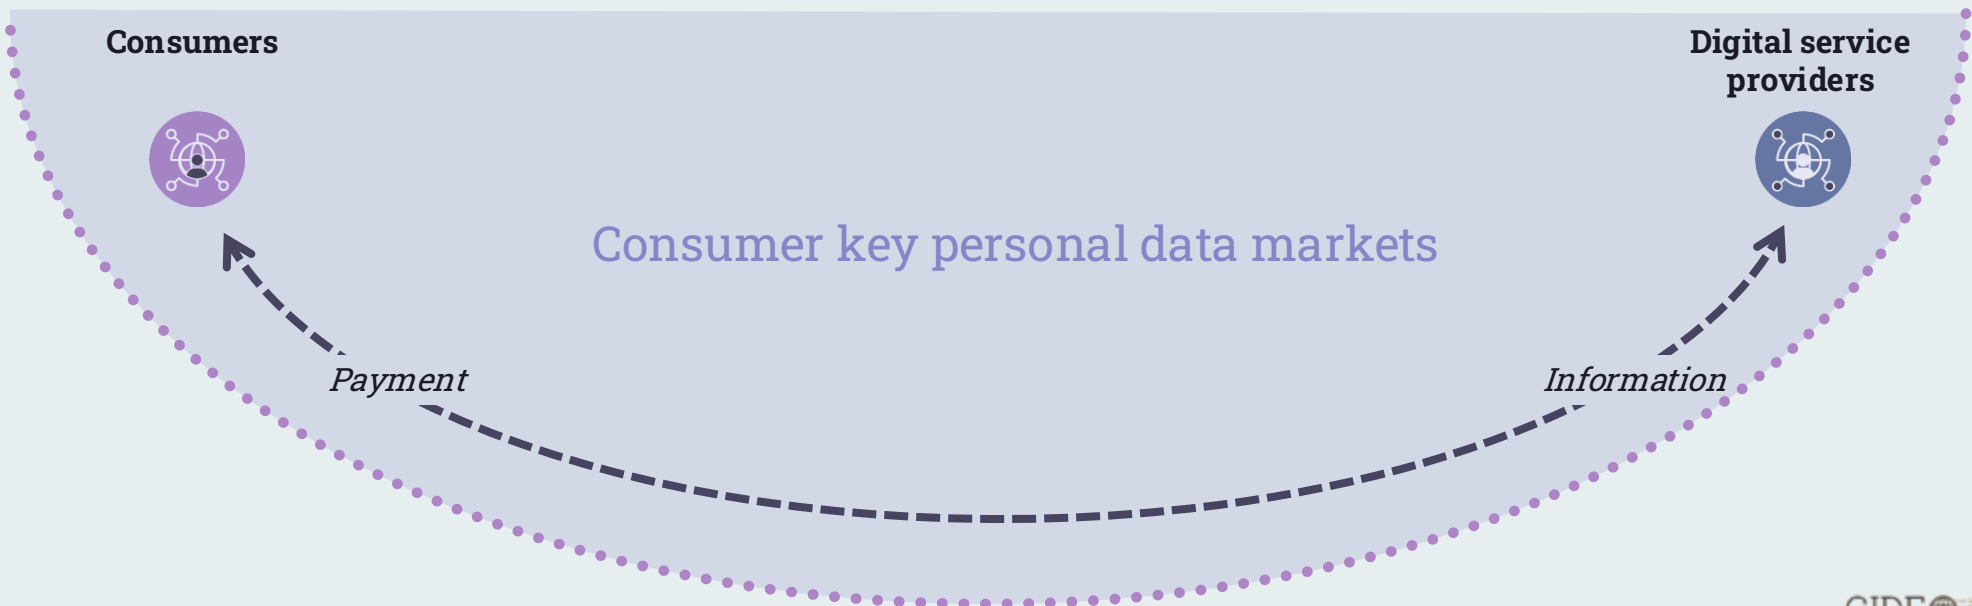 Consumers
Digital service
providers
Consumer key personal data markets
Payment
Information